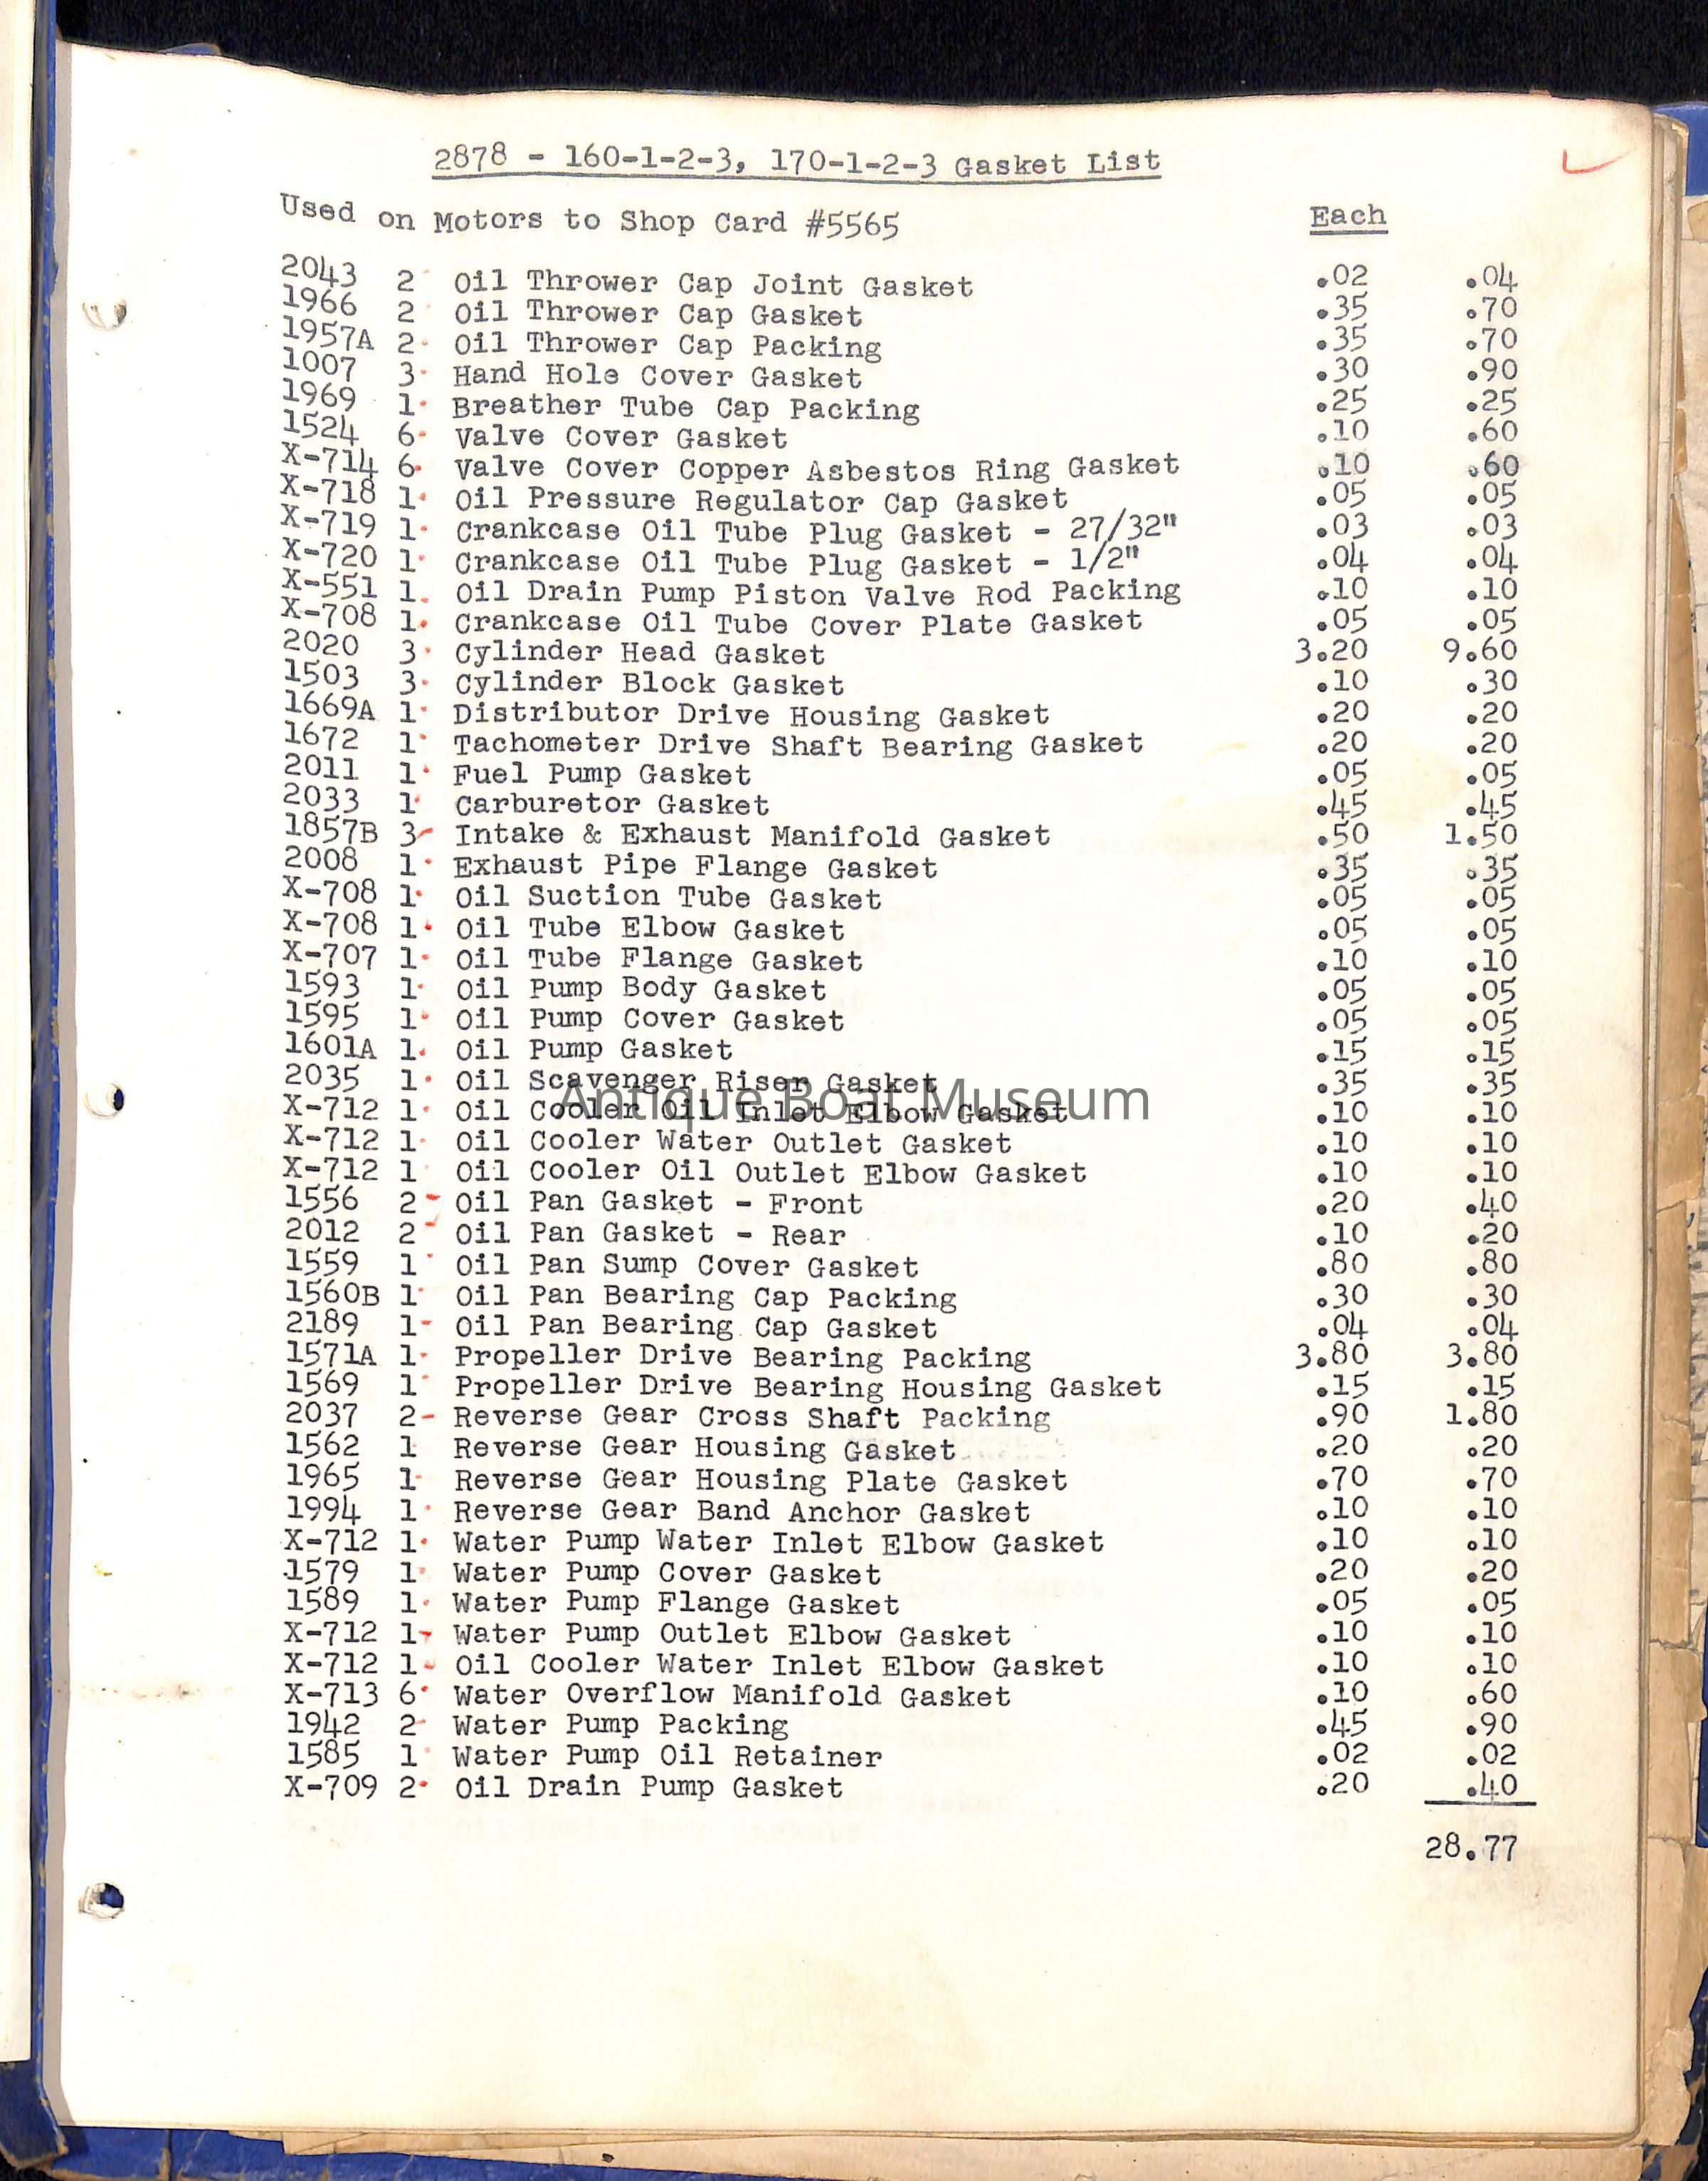 2878 - 160-1-2-3, 170-1-2-3 Gasket List
Used on Motors to Shop Card #5565 Each
2043 2 Oil Thrower Cap Joint Gasket .02 .04
1966 2 Oil Thrower Cap Gasket .35 .70
1957A 2 Oil Thrower Cap Packing .35 .70
1007 3 Hand Hole Cover Gasket .30 .90
1969 1 Breather Tube Cap Packing .25 .25
1524 6 Valve Cover Gasket .10 .60
X-714 6 Valve Cover Copper Asbestos Ring Gasket .10 .60
X-718 1 Oil Pressure Regulator Cap Gasket .05 .05
X-719 1 Crankcase Oil Tube Plug Gasket - 27/32" .03 .03
X-720 1 Crankcase Oil Tube Plug Gasket - 1/2" .04 .04
X-551 1 Oil Drain Pump Piston Valve Rod Packing .10 .10
X-708 1 Crankcase Oil Tube Cover Plate Gasket .05 .05
2020 3 Cylinder Head Gasket 3.20 9.60
1503 3 Cylinder Block Gasket .10 .30
1669A 1 Distributor Drive Housing Gasket .20 .20
1672 1 Tachometer Drive Shaft Bearing Gasket .20 .20
2011 1 Fuel Pump Gasket .05 .05
2033 1 Carburetor Gasket .45 .45
1857B 3 Intake & Exhaust Manifold Gasket .50 1.50
2008 1 Exhaust Pipe Flange Gasket .35 .35
X-708 1 Oil Suction Tube Gasket .05 .05
X-708 1 Oil Tube Elbow Gasket .05 .05
X-707 1 Oil Tube Flange Gasket .10 .10
1593 1 Oil Pump Body Gasket .05 .05
1595 1 Oil Pump Cover Gasket .05 .05
1601A 1 Oil Pump Gasket .15 .15
2035 1 Oil Scavenger Riser Gasket .35 .35
Antique Boat Museum
X-712 1 Oil Cooler Oil Inlet Elbow Gasket .10 .10
X-712 1 Oil Cooler Water Outlet Gasket .10 .10
X-712 1 Oil Cooler Oil Outlet Elbow Gasket .10 .10
1556 2 Oil Pan Gasket - Front .20 .40
2012 2 Oil Pan Gasket - Rear .10 .20
1559 1 Oil Pan Sump Cover Gasket .80 .80
1560B 1 Oil Pan Bearing Cap Packing .30 .30
2189 1 Oil Pan Bearing Cap Gasket .04 .04
1571A 1 Propeller Drive Bearing Packing 3.80 3.80
1569 1 Propeller Drive Bearing Housing Gasket .15 .15
2037 2 Reverse Gear Cross Shaft Packing .90 1.80
1562 1 Reverse Gear Housing Gasket .20 .20
1965 1 Reverse Gear Housing Plate Gasket .70 .70
1994 1 Reverse Gear Band Anchor Gasket .10 .10
X-712 1 Water Pump Water Inlet Elbow Gasket .10 .10
1579 1 Water Pump Cover Gasket .20 .20
1589 1 Water Pump Flange Gasket .05 .05
X-712 1 Water Pump Outlet Elbow Gasket .10 .10
X-712 1 Oil Cooler Water Inlet Elbow Gasket .10 .10
X-713 6 Water Overflow Manifold Gasket .10 .60
1942 2 Water Pump Packing .45 .90
1585 1 Water Pump Oil Retainer .02 .02
X-709 2 Oil Drain Pump Gasket .20 .40
28.77